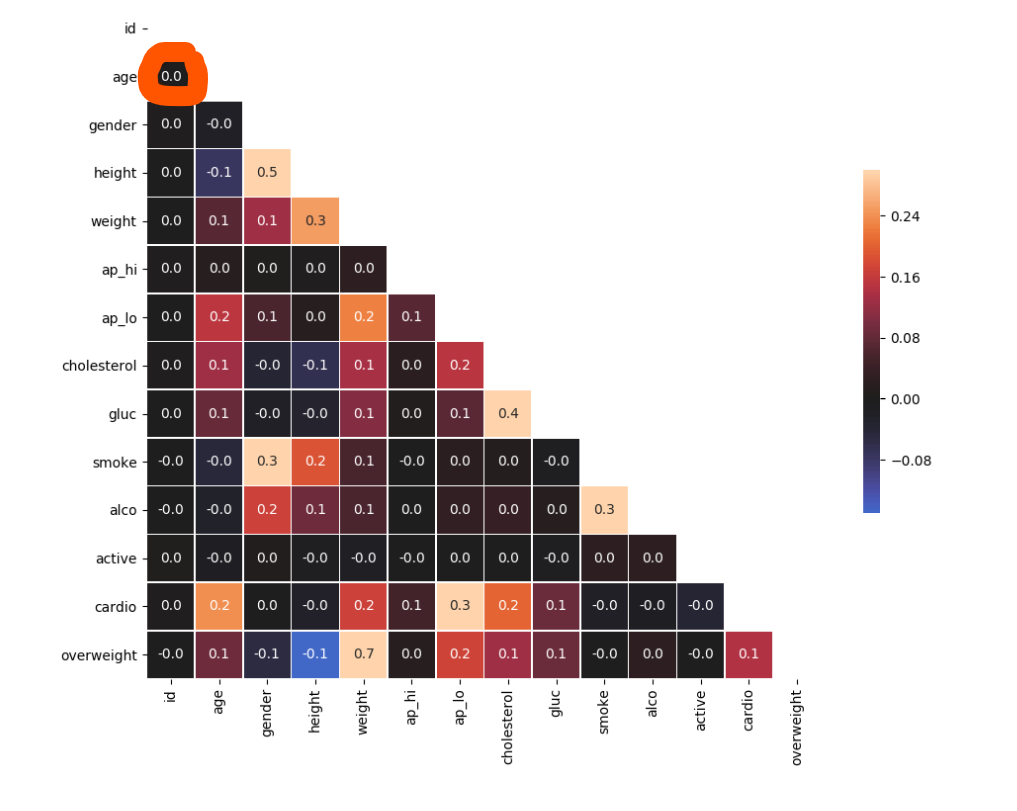 id
age 0.0
gender 0.0 -0.0
height 0.0 -0.1 0.5
weight 0.0 0.1 0.1 0.3
ap_hi 0.0 0.0 0.0 0.0 0.0
ap_lo 0.0 0.2 0.1 0.0 0.2 0.1
cholesterol 0.0 0.1 -0.0 -0.1 0.1 0.0 0.2
gluc 0.0 0.1 -0.0 -0.0 0.1 0.0 0.1 0.4
smoke -0.0 -0.0 0.3 0.2 0.1 -0.0 0.0 0.0 -0.0
alco -0.0 -0.0 0.2 0.1 0.1 0.0 0.0 0.0 0.0 0.3
active 0.0 -0.0 0.0 -0.0 -0.0 -0.0 0.0 0.0 -0.0 0.0 0.0
cardio 0.0 0.2 0.0 -0.0 0.2 0.1 0.3 0.2 0.1 -0.0 -0.0 -0.0
overweight -0.0 0.1 -0.1 -0.1 0.7 0.0 0.2 0.1 0.1 -0.0 0.0 -0.0 0.1
id age gender height weight ap_hi ap_lo cholesterol gluc smoke alco active cardio overweight
0.24
0.16
0.08
0.00
−0.08